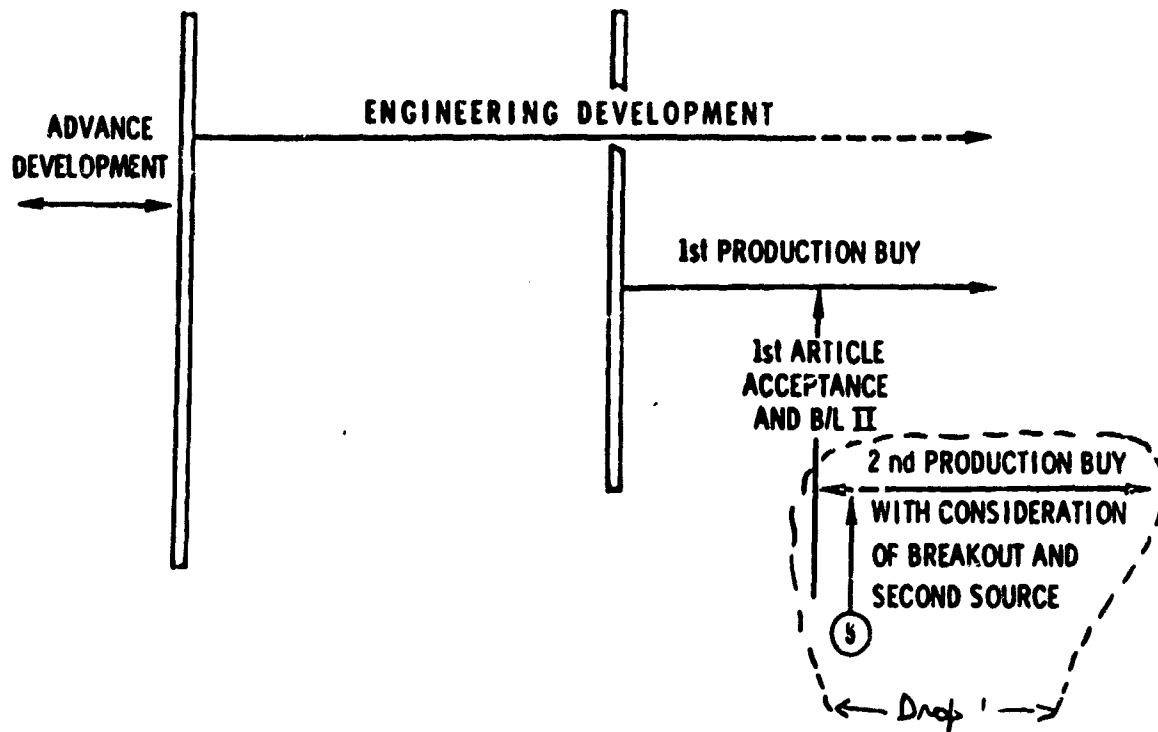 ENGINEERING DEVELOPMENT
ADVANCE
DEVELOPMENT
1st PRODUCTION BUY
1st ARTICLE
ACCEPTANCE
AND B/L II
2 nd PRODUCTION BUY
WITH CONSIDERATION
OF BREAKOUT AND
SECOND SOURCE
Drop